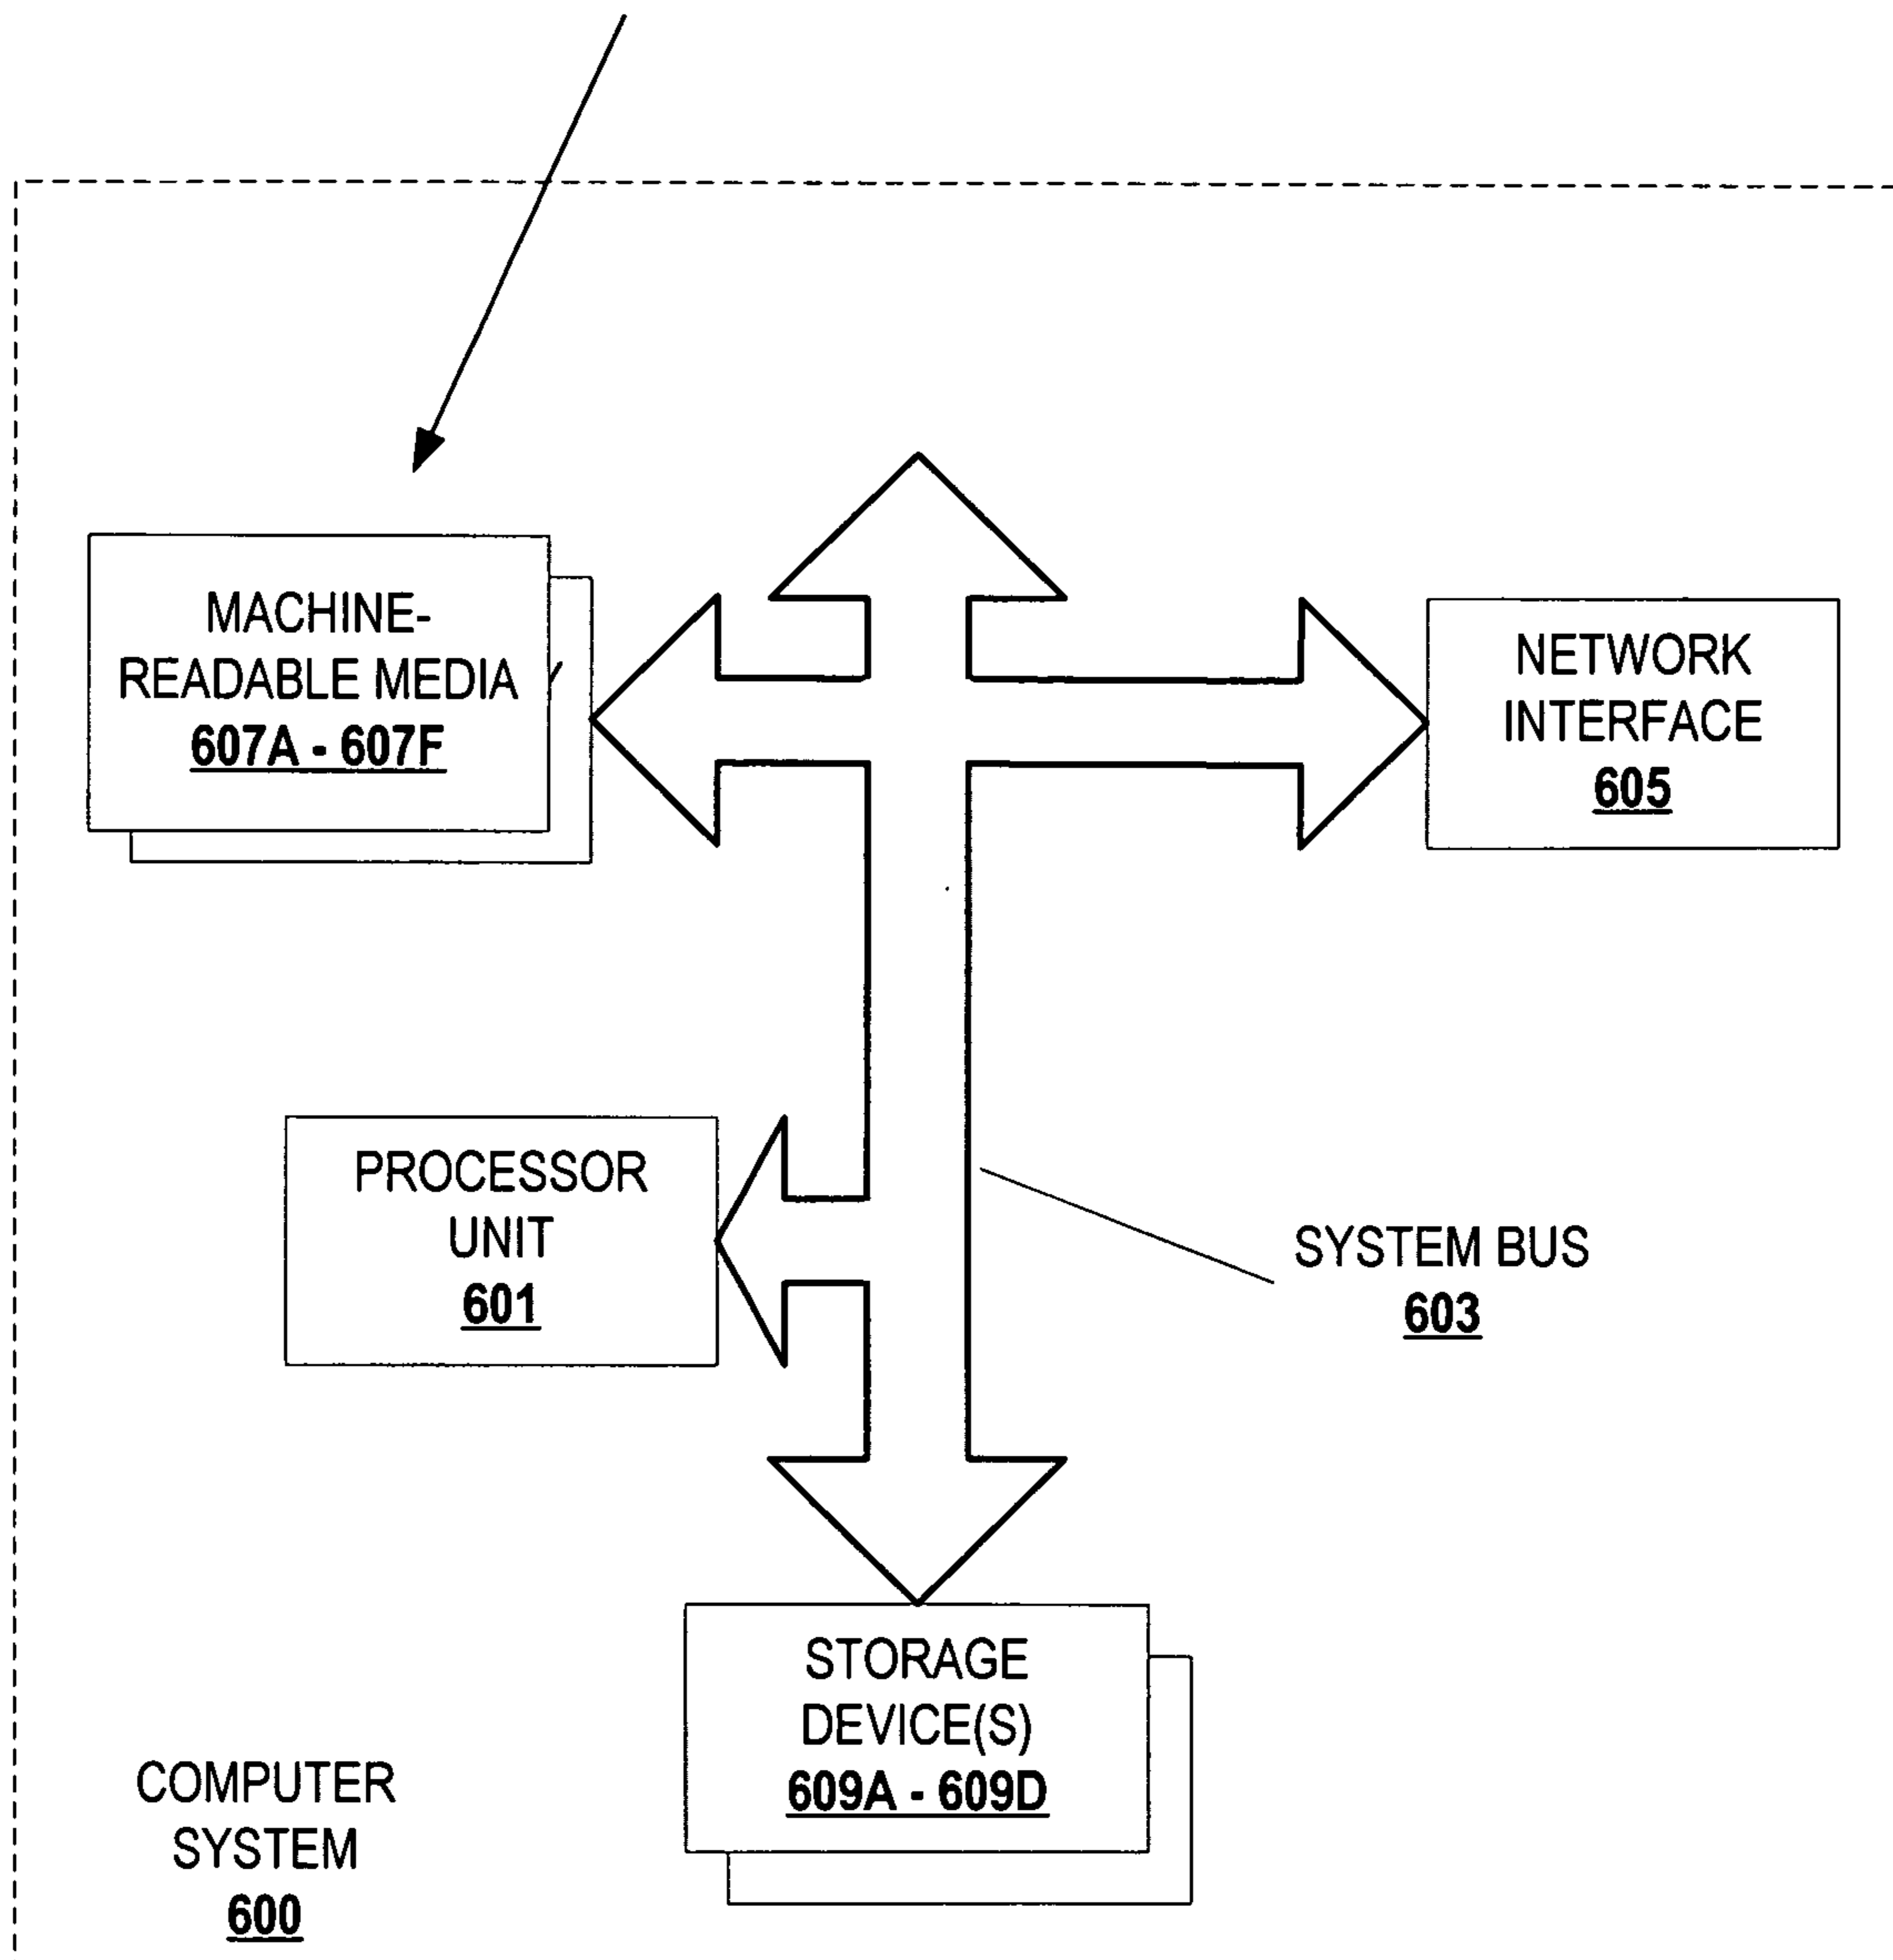 MACHINE-
READABLE MEDIA
607A - 607F
NETWORK
INTERFACE
605
PROCESSOR
UNIT
601
SYSTEM BUS
603
STORAGE
DEVICE(S)
609A - 609D
COMPUTER
SYSTEM
600